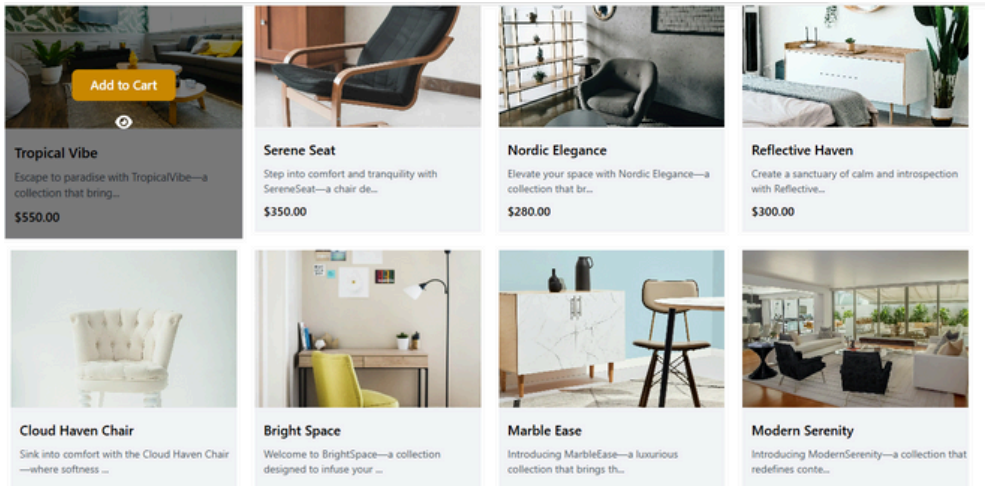 Add to Cart
Tropical Vibe
Escape to paradise with TropicalVibe—a
collection that bring...
$550.00
Serene Seat
Step into comfort and tranquility with
SereneSeat—a chair de...
$350.00
Nordic Elegance
Elevate your space with Nordic Elegance—a
collection that br...
$280.00
Reflective Haven
Create a sanctuary of calm and introspection
with Reflective...
$300.00
Cloud Haven Chair
Sink into comfort with the Cloud Haven Chair
—where softness ...
Bright Space
Welcome to BrightSpace—a collection
designed to infuse your ...
Marble Ease
Introducing MarbleEase—a luxurious
collection that brings th...
Modern Serenity
Introducing ModernSerenity—a collection that
redefines conte...